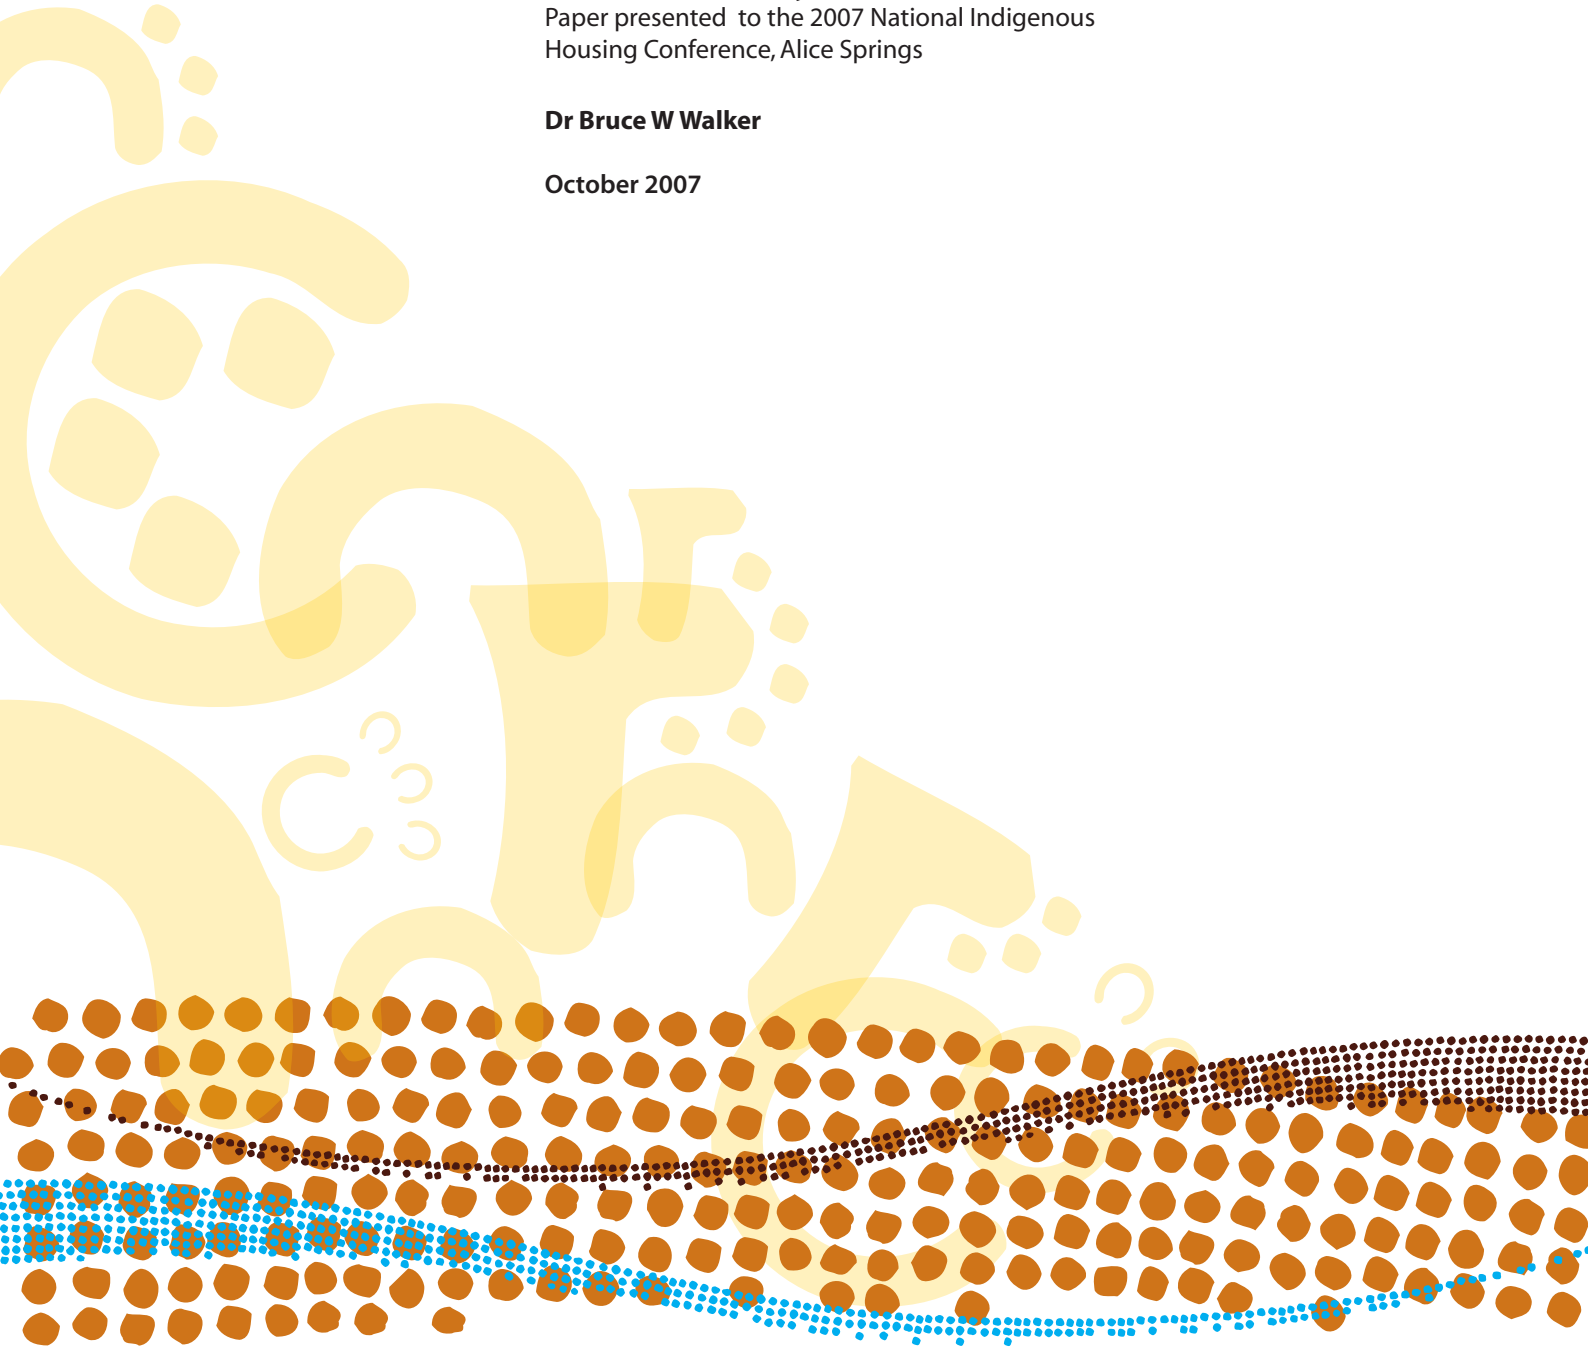 Paper presented to the 2007 National Indigenous
Housing Conference, Alice Springs
Dr Bruce W Walker
October 2007